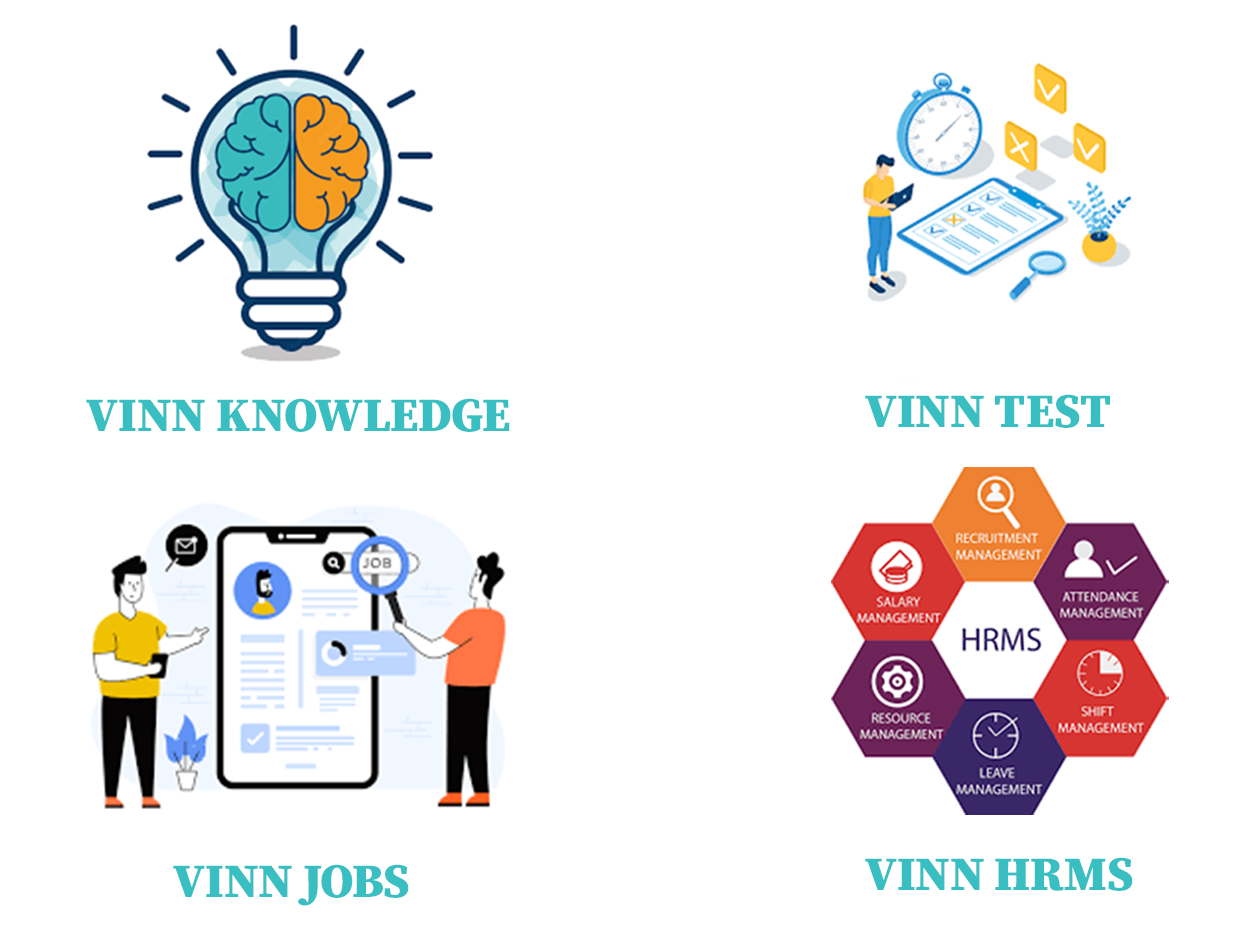 VINN KNOWLEDGE
VINN TEST
JOB
VINN JOBS
RECRUITMENT
MANAGEMENT
SALARY
MANAGEMENT
ATTENDANCE
MANAGEMENT
HRMS
RESOURCE
MANAGEMENT
SHIFT
MANAGEMENT
LEAVE
MANAGEMENT
VINN HRMS